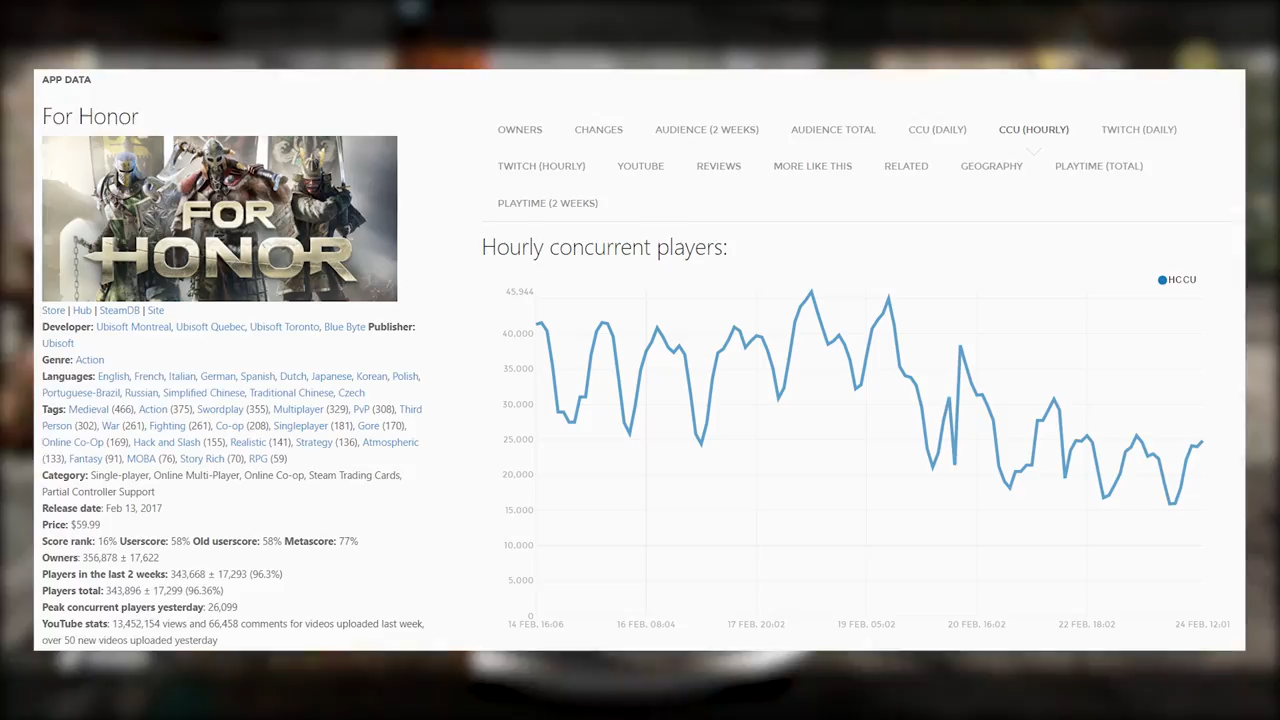 APP DATA
For Honor
FOR
HONOR
Store | Hub | SteamDB | Site
Developer: Ubisoft Montreal, Ubisoft Quebec, Ubisoft Toronto, Blue Byte Publisher:
Ubisoft
Genre: Action
Languages: English, French, Italian, German, Spanish, Dutch, Japanese, Korean, Polish,
Portuguese-Brazil, Russian, Simplified Chinese, Traditional Chinese, Czech
Tags: Medieval (466), Action (375), Swordplay (355), Multiplayer (329), PvP (308), Third
Person (302), War (261), Fighting (261), Co-op (208), Singleplayer (181), Gore (170),
Online Co-Op (169), Hack and Slash (155), Realistic (141), Strategy (136), Atmospheric
(133), Fantasy (91), MOBA (76), Story Rich (70), RPG (59)
Category: Single-player, Online Multi-Player, Online Co-op, Steam Trading Cards,
Partial Controller Support
Release date: Feb 13, 2017
Price: $59.99
Score rank: 16% Userscore: 58% Old userscore: 58% Metascore: 77%
Owners: 356,878 ± 17,622
Players in the last 2 weeks: 343,668 ± 17,293 (96.3%)
Players total: 343,896 ± 17,299 (96.36%)
Peak concurrent players yesterday: 26,099
YouTube stats: 13,452,154 views and 66,458 comments for videos uploaded last week,
over 50 new videos uploaded yesterday
OWNERS CHANGES AUDIENCE (2 WEEKS) AUDIENCE TOTAL CCU (DAILY) CCU (HOURLY) TWITCH (DAILY)
TWITCH (HOURLY) YOUTUBE REVIEWS MORE LIKE THIS RELATED GEOGRAPHY PLAYTIME (TOTAL)
PLAYTIME (2 WEEKS)
Hourly concurrent players:
HCCU
45,944
40,000
35,000
30,000
25,000
20,000
15,000
10,000
5,000
0
14 FEB, 16:06 16 FEB, 08:04 17 FEB, 20:02 19 FEB, 05:02 20 FEB, 16:02 22 FEB, 18:02 24 FEB, 12:01